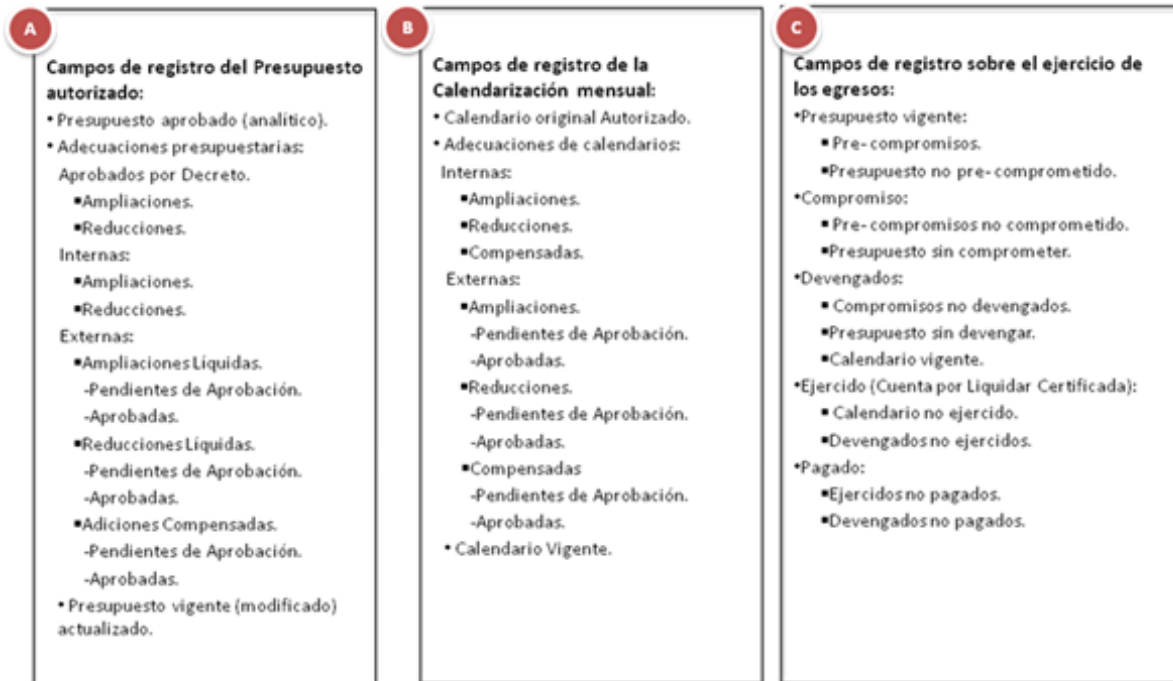 A
Campos de registro del Presupuesto
autorizado:
• Presupuesto aprobado (analítico).
• Adecuaciones presupuestarias:
Aprobados por Decreto.
▪Ampliaciones.
▪Reducciones.
Internas:
▪Ampliaciones.
▪Reducciones.
Externas:
▪Ampliaciones Líquidas.
-Pendientes de Aprobación.
-Aprobadas.
▪Reducciones Líquidas.
-Pendientes de Aprobación.
-Aprobadas.
▪Adiciones Compensadas.
-Pendientes de Aprobación.
-Aprobadas.
• Presupuesto vigente (modificado)
actualizado.
B
Campos de registro de la
Calendarización mensual:
• Calendario original Autorizado.
• Adecuaciones de calendarios:
Internas:
▪Ampliaciones.
▪Reducciones.
▪Compensadas.
Externas:
▪Ampliaciones.
-Pendientes de Aprobación.
-Aprobadas.
▪Reducciones.
-Pendientes de Aprobación.
-Aprobadas.
▪Compensadas
-Pendientes de Aprobación.
-Aprobadas.
• Calendario Vigente.
C
Campos de registro sobre el ejercicio de
los egresos:
•Presupuesto vigente:
▪ Pre- compromisos.
▪Presupuesto no pre- comprometido.
•Compromiso:
▪ Pre- compromisos no comprometido.
▪Presupuesto sin comprometer.
•Devengados:
▪ Compromisos no devengados.
▪Presupuesto sin devengar.
▪Calendario vigente.
•Ejercido (Cuenta por Liquidar Certificada):
▪ Calendario no ejercido.
▪Devengados no ejercidos.
•Pagado:
▪Ejercidos no pagados.
▪Devengados no pagados.